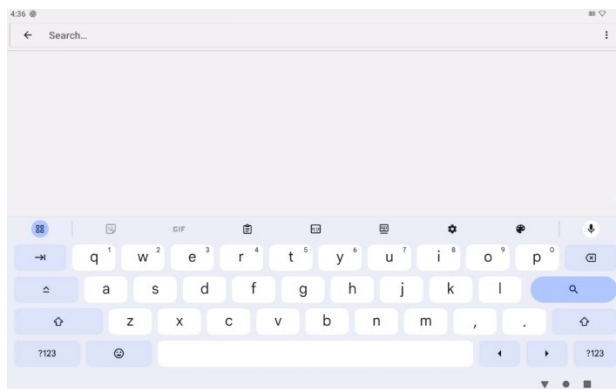 4:36
Search...
GIF
q 1 w 2 e 3 r 4 t 5 y 6 u 7 i 8 o 9 p 0
a s d f g h j k l
z x c v b n m , .
?123 ?123